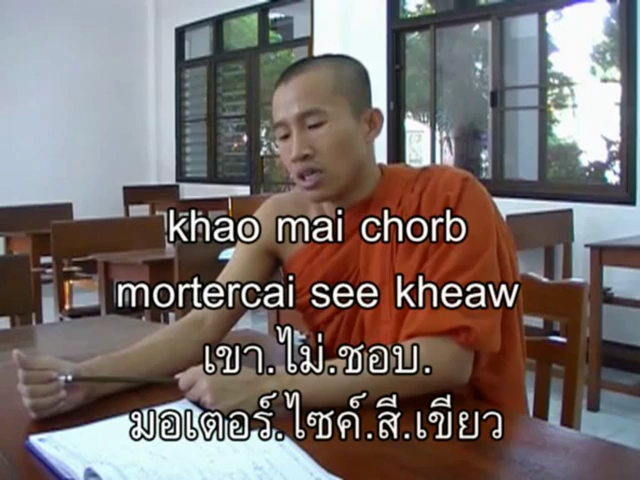 khao mai chorb
mortercai see kheaw
เขา.ไม่.ชอบ.
มอเตอร์.ไซค์.สี.เขียว